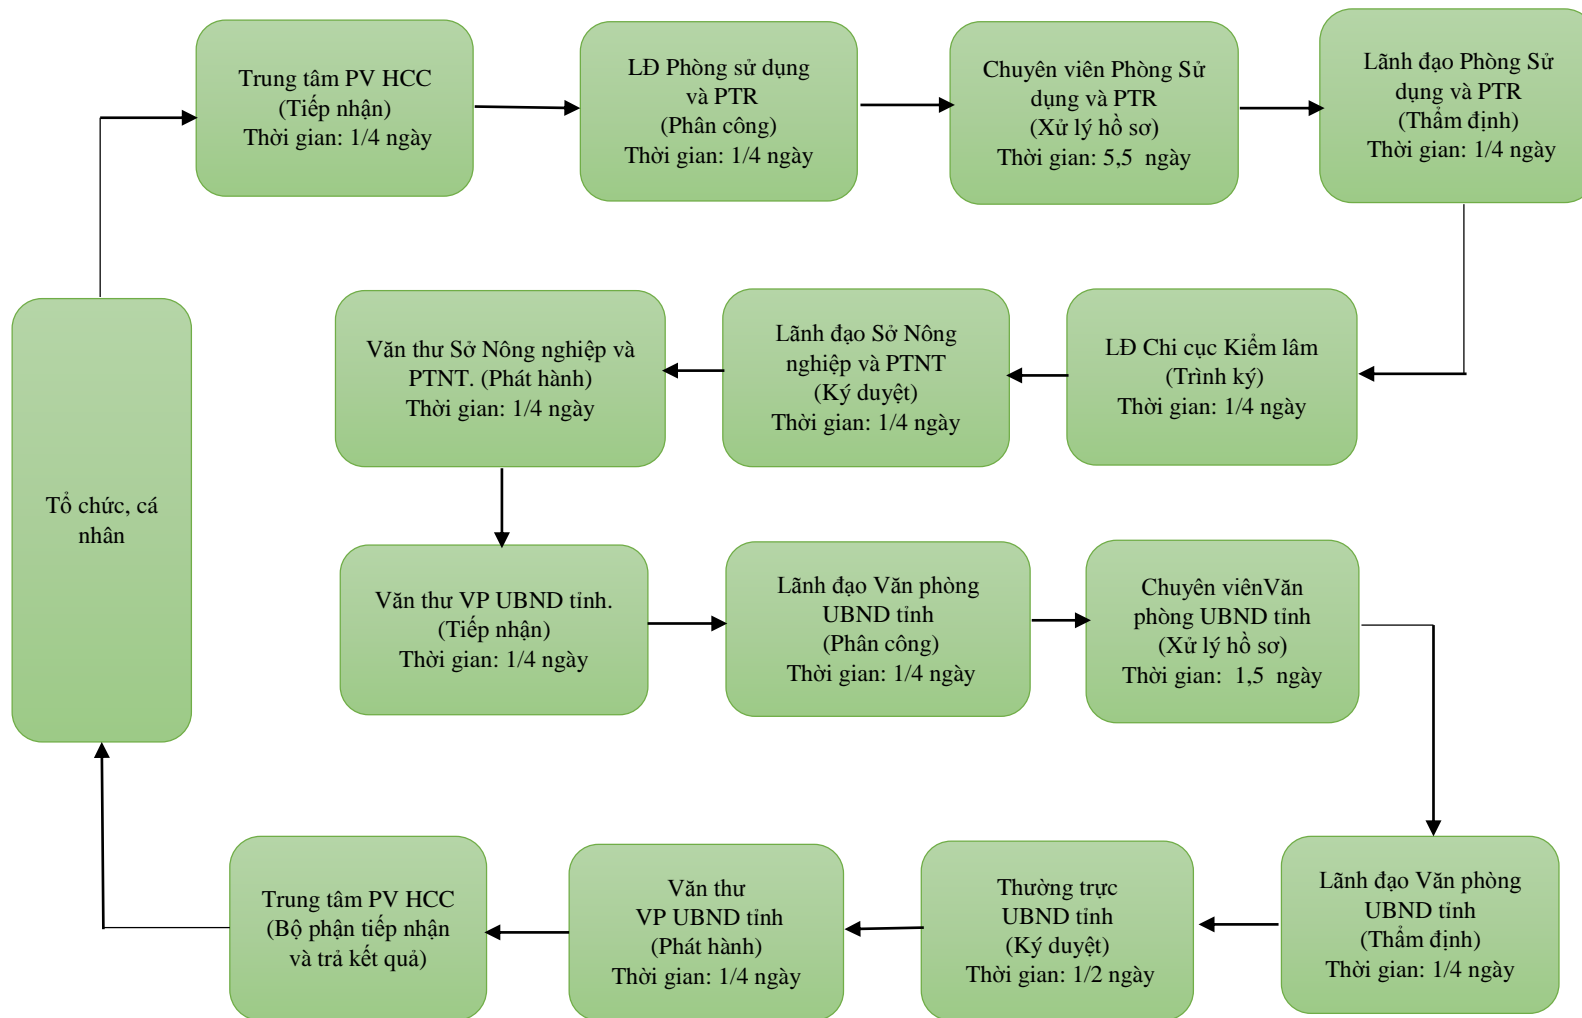 Trung tâm PV HCC
(Tiếp nhận)
Thời gian: 1/4 ngày
LĐ Phòng sử dụng
và PTR
(Phân công)
Thời gian: 1/4 ngày
Chuyên viên Phòng Sử
dụng và PTR
(Xử lý hồ sơ)
Thời gian: 5,5  ngày
Lãnh đạo Phòng Sử
dụng và PTR
(Thẩm định)
Thời gian: 1/4 ngày
LĐ Chi cục Kiểm lâm
(Trình ký)
Thời gian: 1/4 ngày
Lãnh đạo Sở Nông
nghiệp và PTNT
(Ký duyệt)
Thời gian: 1/4 ngày
Văn thư Sở Nông nghiệp và
PTNT. (Phát hành)
Thời gian: 1/4 ngày
Văn thư VP UBND tỉnh.
(Tiếp nhận)
Thời gian: 1/4 ngày
Lãnh đạo Văn phòng
UBND tỉnh
(Phân công)
Thời gian: 1/4 ngày
Chuyên viênVăn
phòng UBND tỉnh
(Xử lý hồ sơ)
Thời gian:  1,5  ngày
Lãnh đạo Văn phòng
UBND tỉnh
(Thẩm định)
Thời gian: 1/4 ngày
Thường trực
UBND tỉnh
(Ký duyệt)
Thời gian: 1/2 ngày
Văn thư
VP UBND tỉnh
(Phát hành)
Thời gian: 1/4 ngày
Trung tâm PV HCC
(Bộ phận tiếp nhận
và trả kết quả)
Tổ chức, cá
nhân